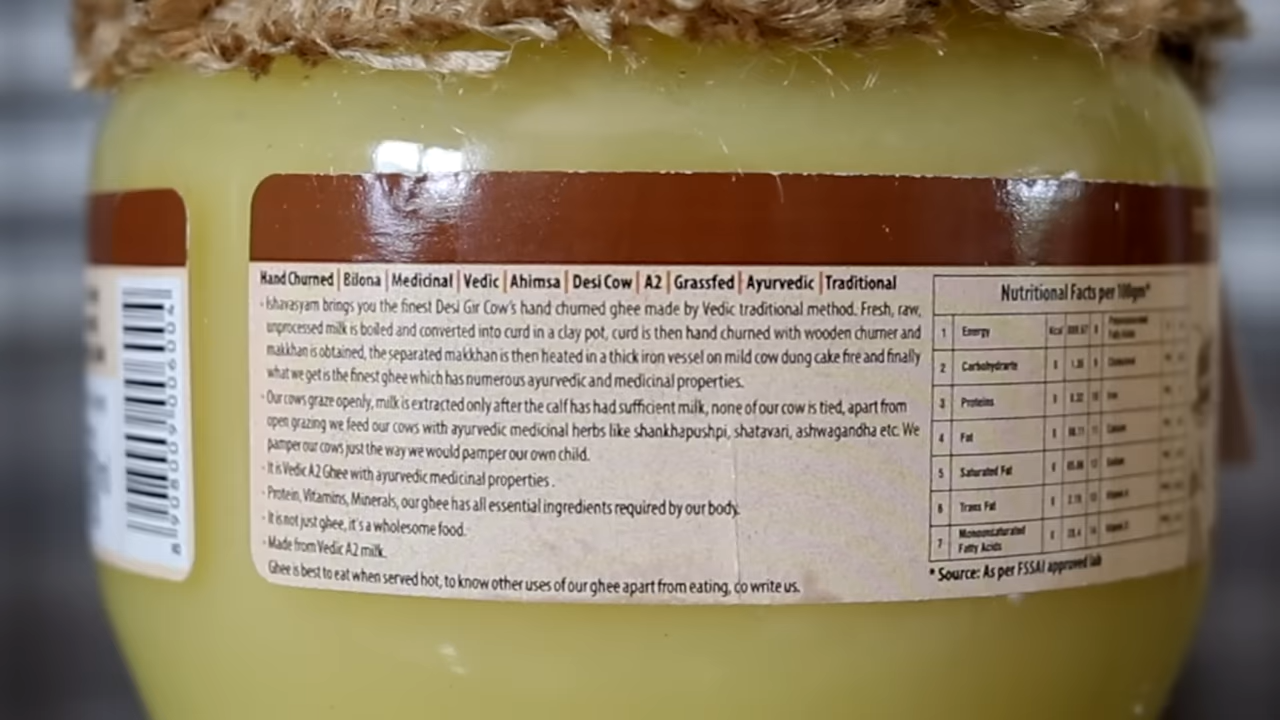 Hand Churned | Bilona | Medicinal | Vedic | Ahimsa | Desi Cow | A2 | Grassfed | Ayurvedic | Traditional
· Ishavasyam brings you the finest Desi Gir Cow's hand churned ghee made by Vedic traditional method. Fresh, raw,
unprocessed milk is boiled and converted into curd in a clay pot, curd is then hand churned with wooden churner and
makkhan is obtained, the separated makkhan is then heated in a thick iron vessel on mild cow dung cake fire and finally
what we get is the finest ghee which has numerous ayurvedic and medicinal properties.
· Our cows graze openly, milk is extracted only after the calf has had sufficient milk, none of our cow is tied, apart from
open grazing we feed our cows with ayurvedic medicinal herbs like shankhapushpi, shatavari, ashwagandha etc. We
pamper our cows just the way we would pamper our own child.
· It is Vedic A2 Ghee with ayurvedic medicinal properties.
· Protein, Vitamins, Minerals, our ghee has all essential ingredients required by our body.
· It is not just ghee, it's a wholesome food.
· Made from Vedic A2 milk.
Ghee is best to eat when served hot, to know other uses of our ghee apart from eating, do write us.
Nutritional Facts per 100gm*
1 Energy Kcal
2 Carbohydrarte
3 Proteins
4 Fat
5 Saturated Fat
6 Trans Fat
7 Monounsaturated
Fatty Acids
* Source: As per FSSAI approved lab